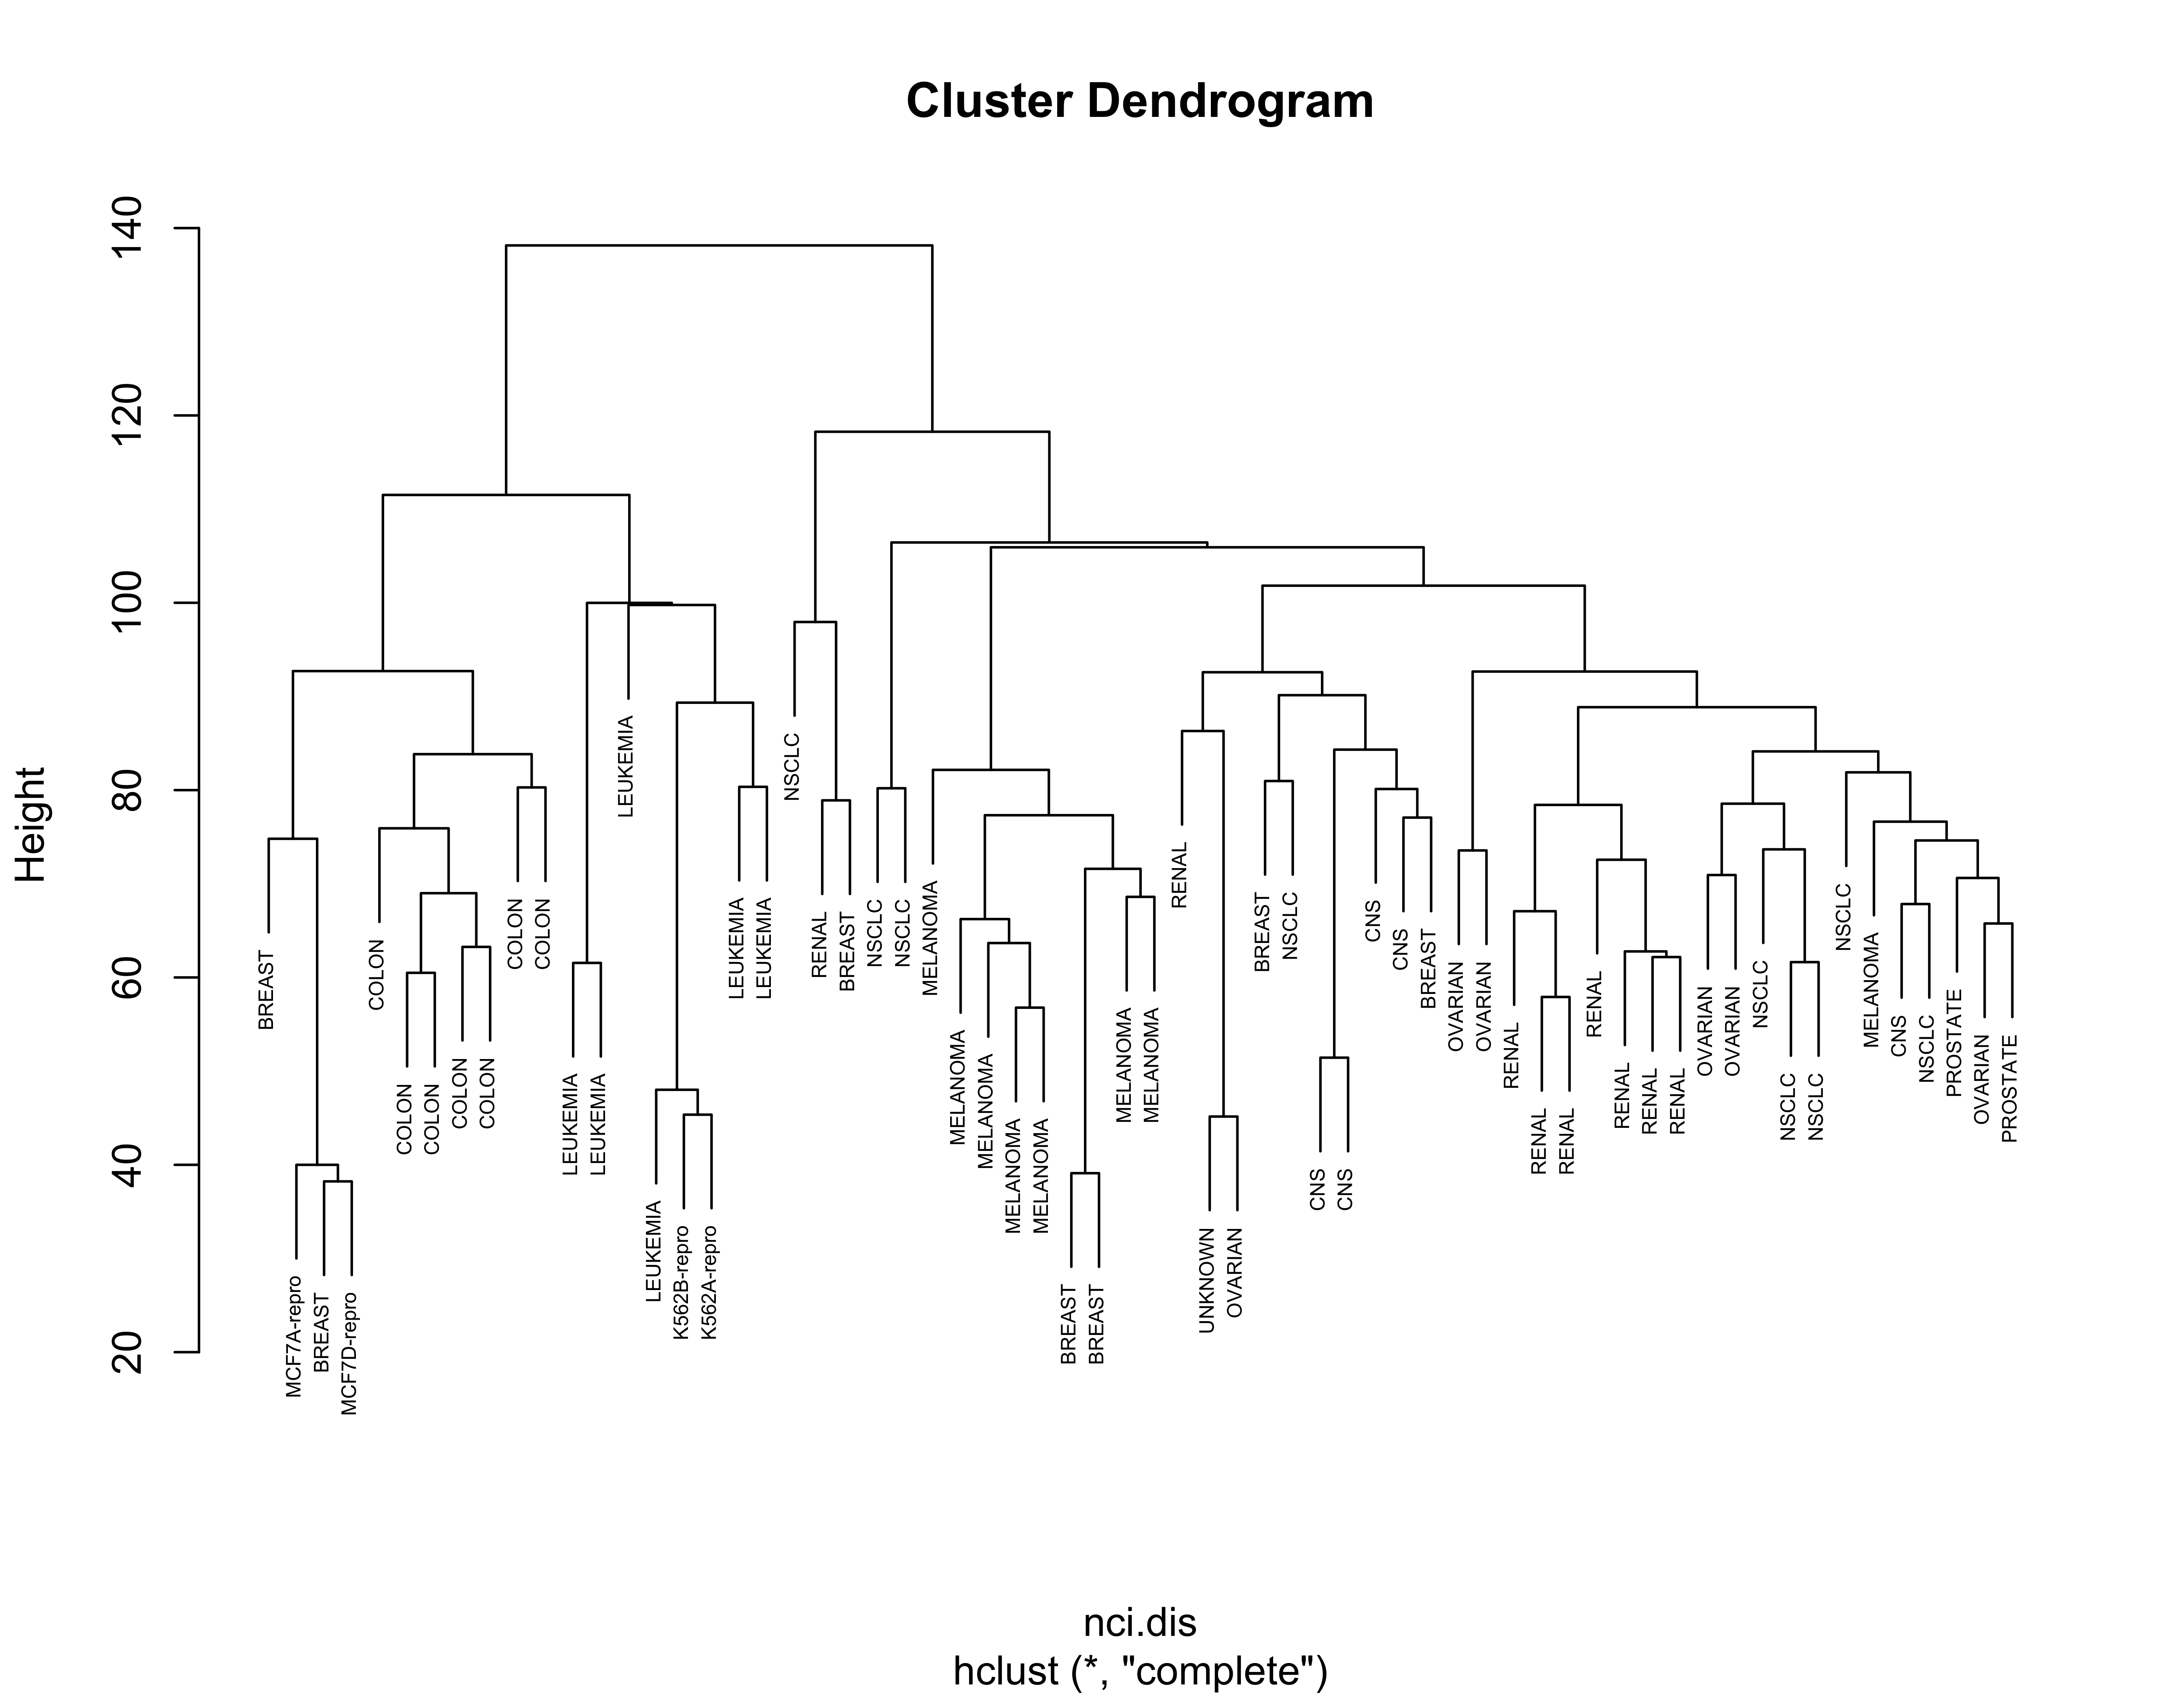 Cluster Dendrogram
Height
140
120
100
80
60
40
20
BREAST
MCF7A-repro
BREAST
MCF7D-repro
COLON
COLON
COLON
COLON
COLON
COLON
COLON
LEUKEMIA
LEUKEMIA
LEUKEMIA
LEUKEMIA
K562B-repro
K562A-repro
LEUKEMIA
LEUKEMIA
NSCLC
RENAL
BREAST
NSCLC
NSCLC
MELANOMA
MELANOMA
MELANOMA
MELANOMA
MELANOMA
BREAST
BREAST
MELANOMA
MELANOMA
RENAL
UNKNOWN
OVARIAN
BREAST
NSCLC
CNS
CNS
CNS
CNS
BREAST
OVARIAN
OVARIAN
RENAL
RENAL
RENAL
RENAL
RENAL
RENAL
RENAL
OVARIAN
OVARIAN
NSCLC
NSCLC
NSCLC
NSCLC
MELANOMA
CNS
NSCLC
PROSTATE
OVARIAN
PROSTATE
nci.dis
hclust (*, "complete")